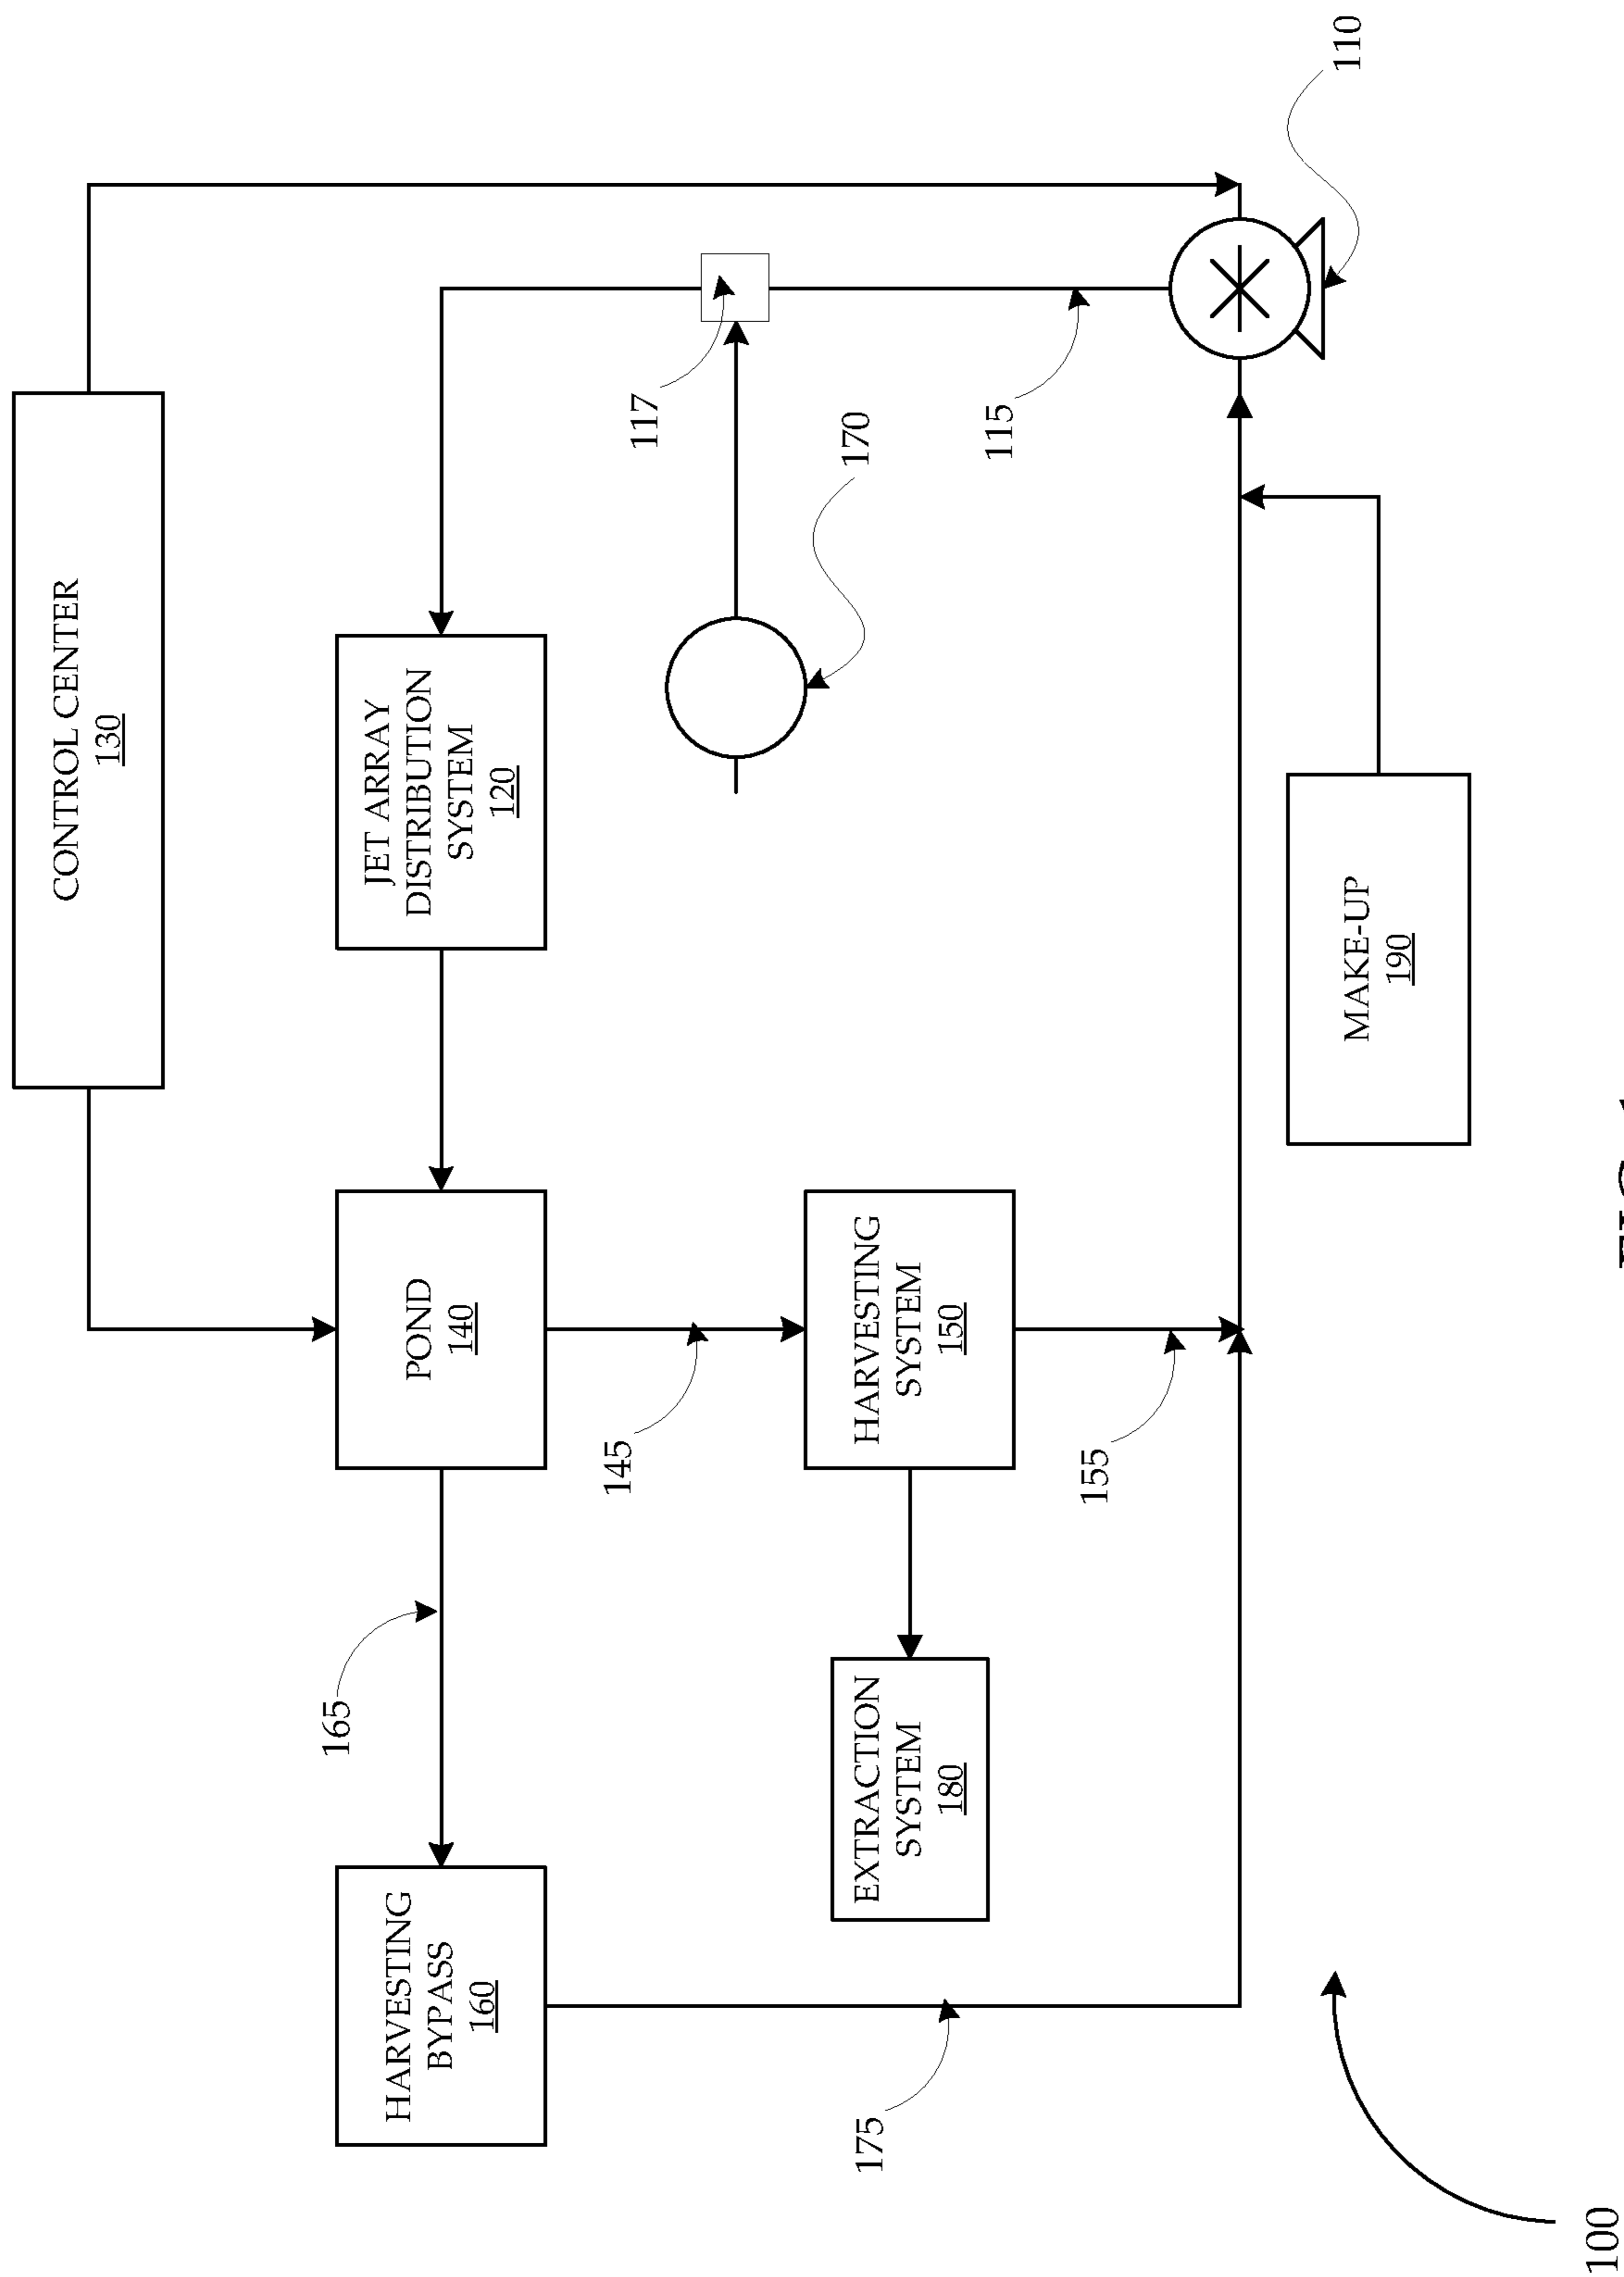 CONTROL CENTER
130
165
HARVESTING
BYPASS
160
POND
140
JET ARRAY
DISTRIBUTION
SYSTEM
120
145
117
175
EXTRACTION
SYSTEM
180
HARVESTING
SYSTEM
150
170
155
115
MAKE-UP
190
110
100